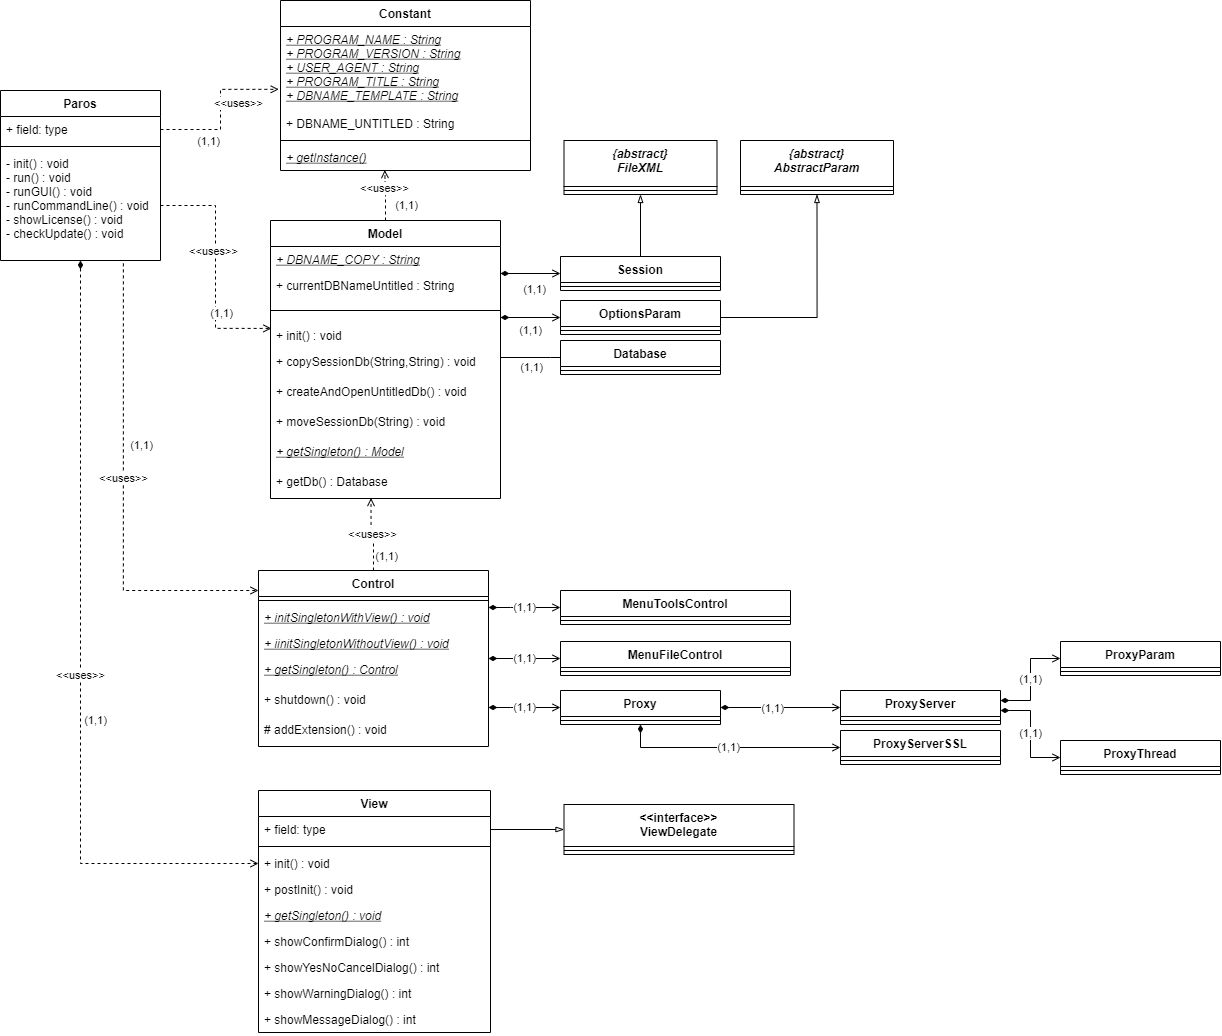 Constant
+ PROGRAM_NAME : String
+ PROGRAM_VERSION : String
+ USER_AGENT : String
+ PROGRAM_TITLE : String
+ DBNAME_TEMPLATE : String
+ DBNAME_UNTITLED : String
+ getInstance()
Paros
+ field: type
- init() : void
- run() : void
- runGUI() : void
- runCommandLine() : void
- showLicense() : void
- checkUpdate() : void
<<uses>>
(1,1)
<<uses>>
(1,1)
<<uses>>
(1,1)
{abstract}
FileXML
{abstract}
AbstractParam
Model
+ DBNAME_COPY : String
+ currentDBNameUntitled : String
+ init() : void
+ copySessionDb(String,String) : void
+ createAndOpenUntitledDb() : void
+ moveSessionDb(String) : void
+ getSingleton() : Model
+ getDb() : Database
(1,1)
Session
(1,1)
OptionsParam
(1,1)
Database
(1,1)
<<uses>>
<<uses>>
(1,1)
Control
+ initSingletonWithView() : void
+ iinitSingletonWithoutView() : void
+ getSingleton() : Control
+ shutdown() : void
# addExtension() : void
(1,1)
MenuToolsControl
(1,1)
MenuFileControl
(1,1)
Proxy
(1,1)
ProxyServer
(1,1)
ProxyServerSSL
(1,1)
ProxyParam
(1,1)
ProxyThread
<<uses>>
(1,1)
View
+ field: type
+ init() : void
+ postInit() : void
+ getSingleton() : void
+ showConfirmDialog() : int
+ showYesNoCancelDialog() : int
+ showWarningDialog() : int
+ showMessageDialog() : int
<<interface>>
ViewDelegate